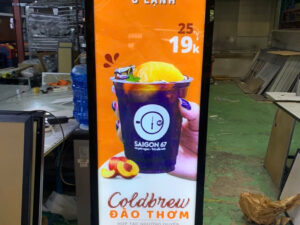 Ủ LẠNH
25
19K
SAIGON 67
Coldbrew
ĐÀO THƠM